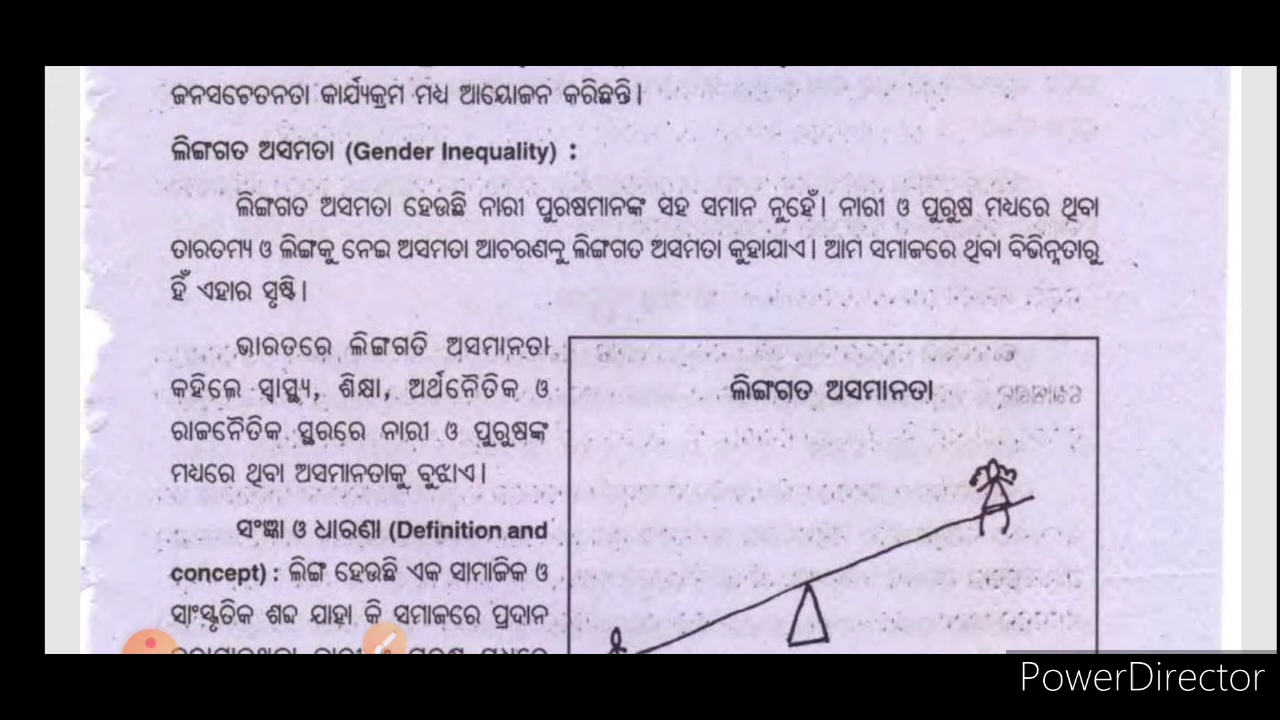 ଜନସଚେତନତା କାର୍ଯ୍ୟକ୍ରମ ମଧ୍ୟ ଆୟୋଜନ କରିଛନ୍ତି।
ଲିଙ୍ଗଗତ ଅସମତା (Gender Inequality) :
ଲିଙ୍ଗଗତ ଅସମତା ହେଉଛି ନାରୀ ପୁରଷମାନଙ୍କ ସହ ସମାନ ନୁହେଁ। ନାରୀ ଓ ପୁରୁଷ ମଧ୍ୟରେ ଥିବା
ତାରତମ୍ୟ ଓ ଲିଙ୍ଗକୁ ନେଇ ଅସମତା ଆଚରଣକୁ ଲିଙ୍ଗଗତ ଅସମତା କୁହାଯାଏ। ଆମ ସମାଜରେ ଥିବା ବିଭିନ୍ନତାରୁ
ହିଁ ଏହାର ସୃଷ୍ଟି।
ଭାରତରେ ଲିଙ୍ଗଗତି ଅସମାନତା
କହିଲେ ସ୍ୱାସ୍ଥ୍ୟ, ଶିକ୍ଷା, ଅର୍ଥନୈତିକ ଓ
ରାଜନୈତିକ ସ୍ଥରରେ ନାରୀ ଓ ପୁରୁଷଙ୍କ
ମଧ୍ୟରେ ଥିବା ଅସମାନତାକୁ ବୁଝାଏ।
ସଂଜ୍ଞା ଓ ଧାରଣା (Definition and
concept) : ଲିଙ୍ଗ ହେଉଛି ଏକ ସାମାଜିକ ଓ
ସାଂସ୍କୃତିକ ଶବ୍ଦ ଯାହା କି ସମାଜରେ ପ୍ରଦାନ
ଲିଙ୍ଗଗତ ଅସମାନତା
PowerDirector